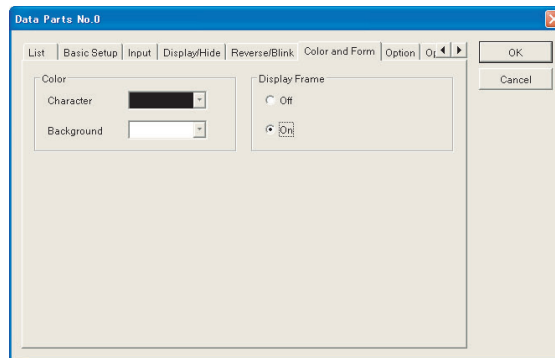 Data Parts No.0
List Basic Setup Input Display/Hide Reverse/Blink Color and Form Option
OK
Cancel
Color
Character
Background
Display Frame
Off
On